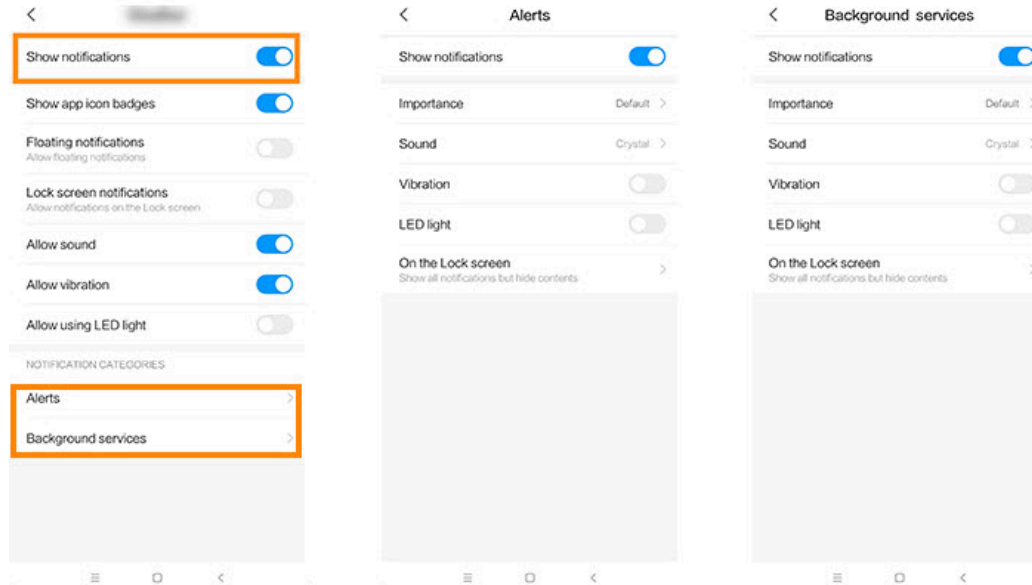 Show notifications
Show app icon badges
Floating notifications
Allow floating notifications
Lock screen notifications
Allow notifications on the Lock screen
Allow sound
Allow vibration
Allow using LED light
NOTIFICATION CATEGORIES
Alerts
Background services
Alerts
Show notifications
Importance Default
Sound Crystal
Vibration
LED light
On the Lock screen
Show all notifications but hide contents
Background services
Show notifications
Importance Default
Sound Crystal
Vibration
LED light
On the Lock screen
Show all notifications but hide contents